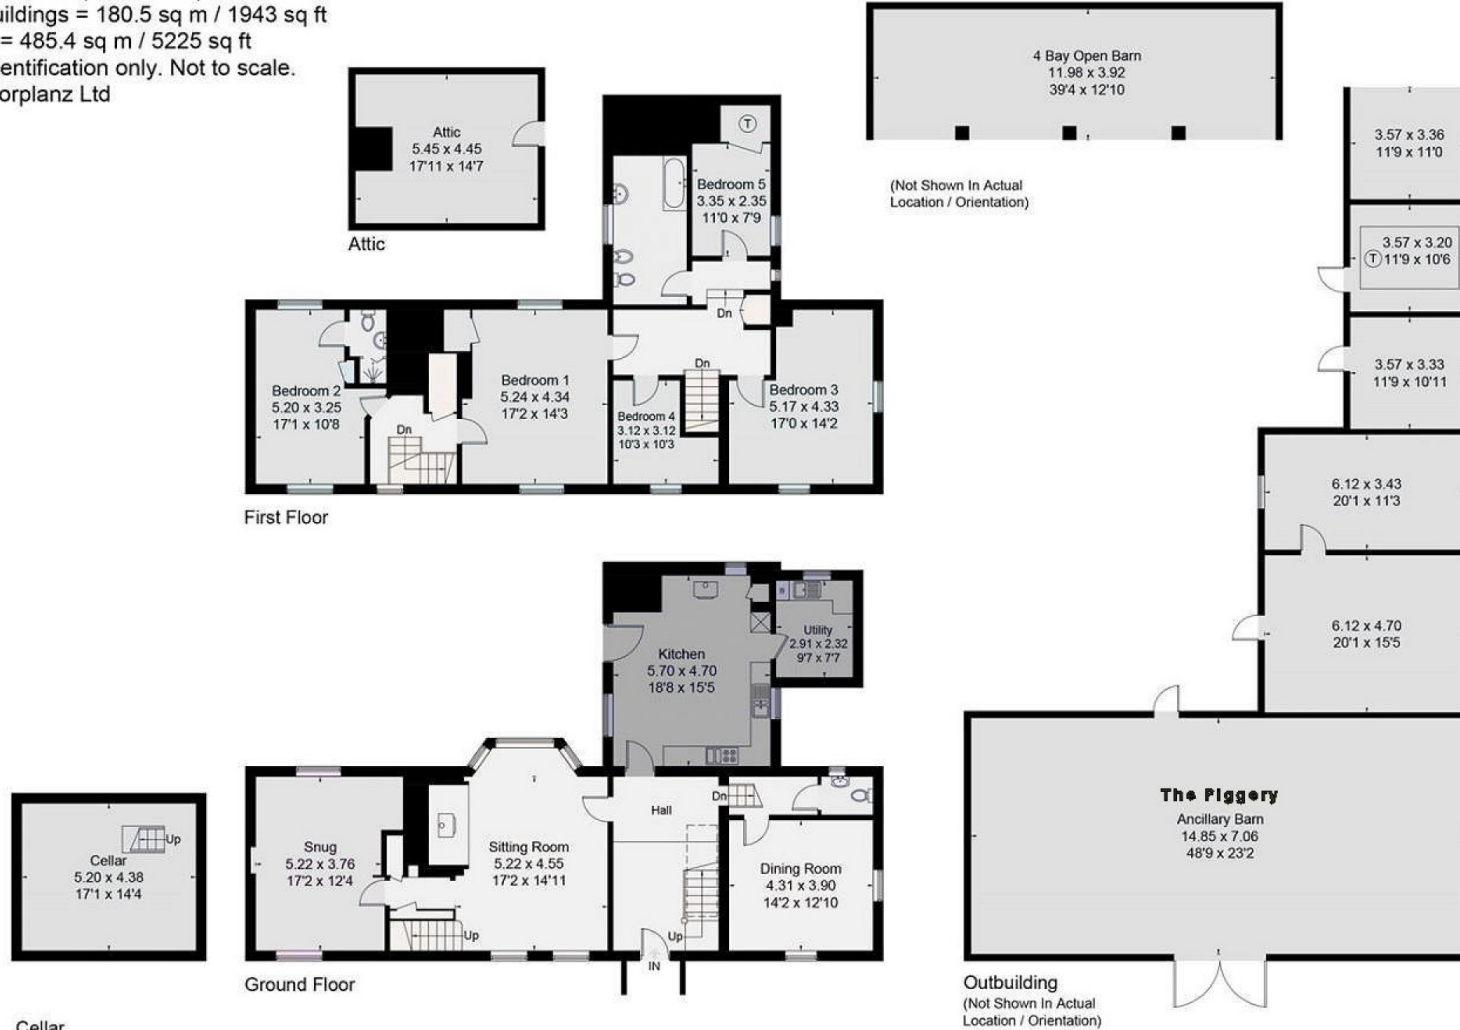 = 180.5 sq m / 1943 sq ft
= 485.4 sq m / 5225 sq ft
only. Not to scale.
Ltd
Attic
5.45 x 4.45
17'11 x 14'7
Attic
T
Bedroom 5
3.35 x 2.35
11'0 x 7'9
Dn
Bedroom 2
5.20 x 3.25
17'1 x 10'8
Dn
Bedroom 1
5.24 x 4.34
17'2 x 14'3
Dn
Bedroom 4
3.12 x 3.12
10'3 x 10'3
Bedroom 3
5.17 x 4.33
17'0 x 14'2
First Floor
4 Bay Open Barn
11.98 x 3.92
39'4 x 12'10
(Not Shown In Actual
Location / Orientation)
3.57 x 3.36
11'9 x 11'0
3.57 x 3.20
T
11'9 x 10'6
3.57 x 3.33
11'9 x 10'11
6.12 x 3.43
20'1 x 11'3
6.12 x 4.70
20'1 x 15'5
Kitchen
5.70 x 4.70
18'8 x 15'5
Utility
2.91 x 2.32
9'7 x 7'7
Up
Cellar
5.20 x 4.38
17'1 x 14'4
Cellar
Snug
5.22 x 3.76
17'2 x 12'4
Up
Sitting Room
5.22 x 4.55
17'2 x 14'11
Hall
Dn
Up
IN
Dining Room
4.31 x 3.90
14'2 x 12'10
Ground Floor
The Piggery
Ancillary Barn
14.85 x 7.06
48'9 x 23'2
Outbuilding
(Not Shown In Actual
Location / Orientation)